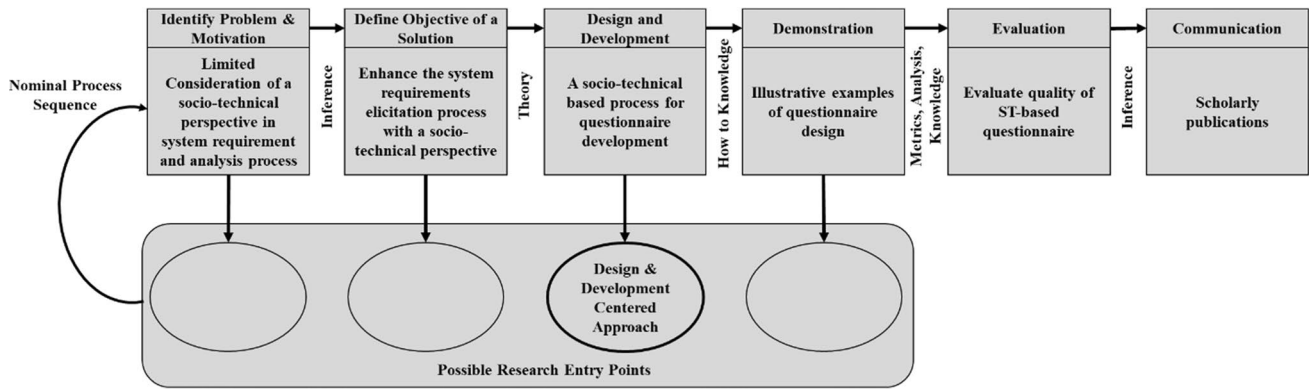 Identify Problem &
Motivation
Limited
Consideration of a
socio-technical
perspective in
system requirement
and analysis process
Inference
Define Objective of a
Solution
Enhance the system
requirements
elicitation process
with a socio-
technical perspective
Theory
Design and
Development
A socio-technical
based process for
questionnaire
development
How to Knowledge
Demonstration
Illustrative examples
of questionnaire
design
Metrics, Analysis,
Knowledge
Evaluation
Evaluate quality of
ST-based
questionnaire
Inference
Communication
Scholarly
publications
Nominal Process
Sequence
Design &
Development
Centered
Approach
Possible Research Entry Points